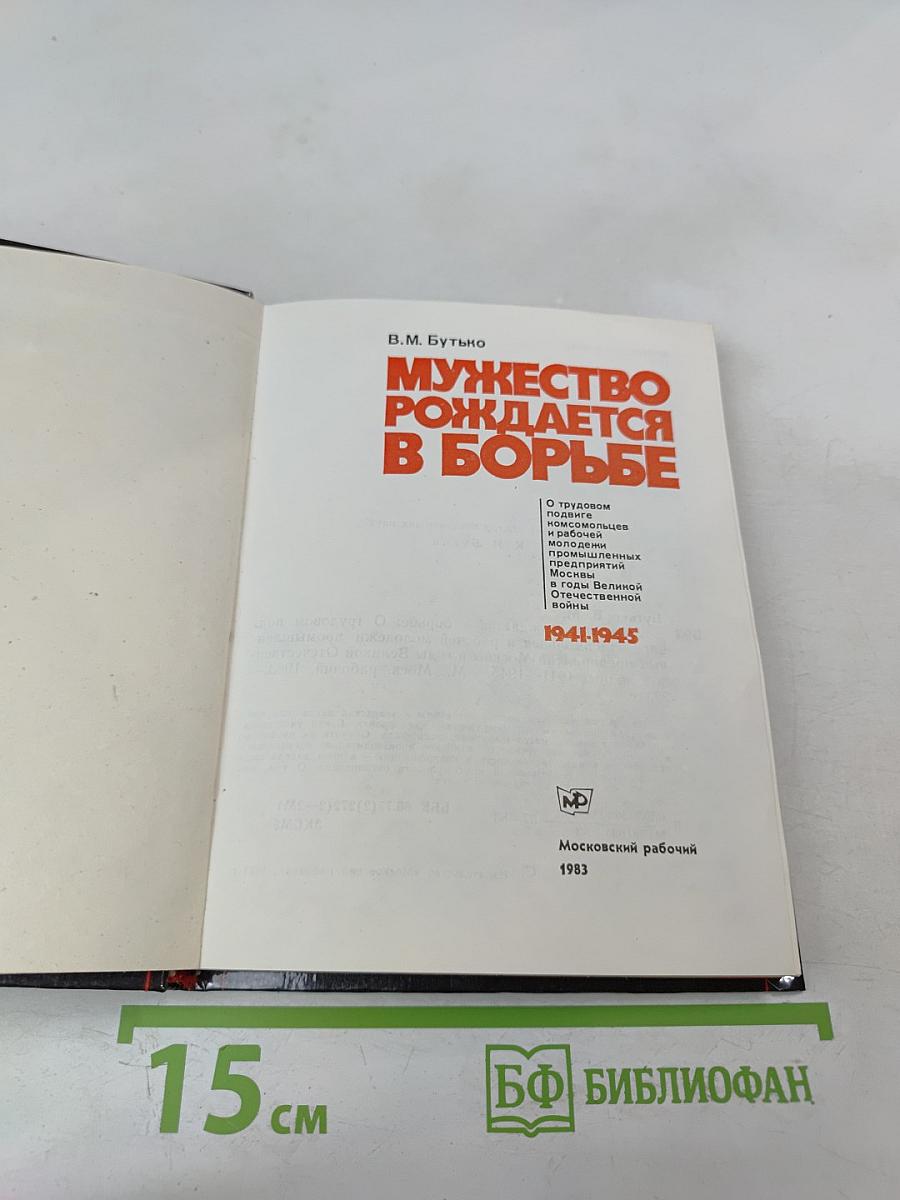 В.М. Бутько
МУЖЕСТВО
РОЖДАЕТСЯ
В БОРЬБЕ
О трудовом
подвиге
комсомольцев
и рабочей
молодежи
промышленных
предприятий
Москвы
в годы Великой
Отечественной
войны
1941-1945
МР
Московский рабочий
1983
15 см
БФ БИБЛИОФАН